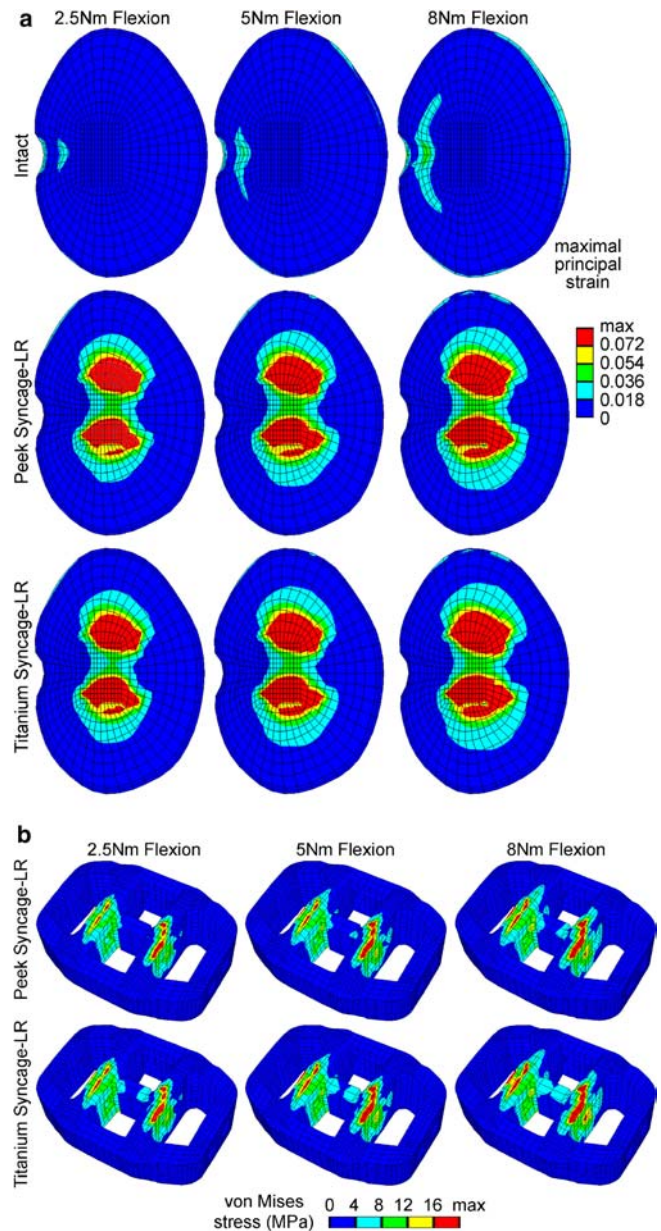 a
2.5Nm Flexion 5Nm Flexion 8Nm Flexion
Intact
maximal
principal
strain
max
0.072
0.054
0.036
0.018
0
Peek Syncage-LR
Titanium Syncage-LR
b
2.5Nm Flexion 5Nm Flexion 8Nm Flexion
Peek Syncage-LR
Titanium Syncage-LR
von Mises
stress (MPa)
0 4 8 12 16 max